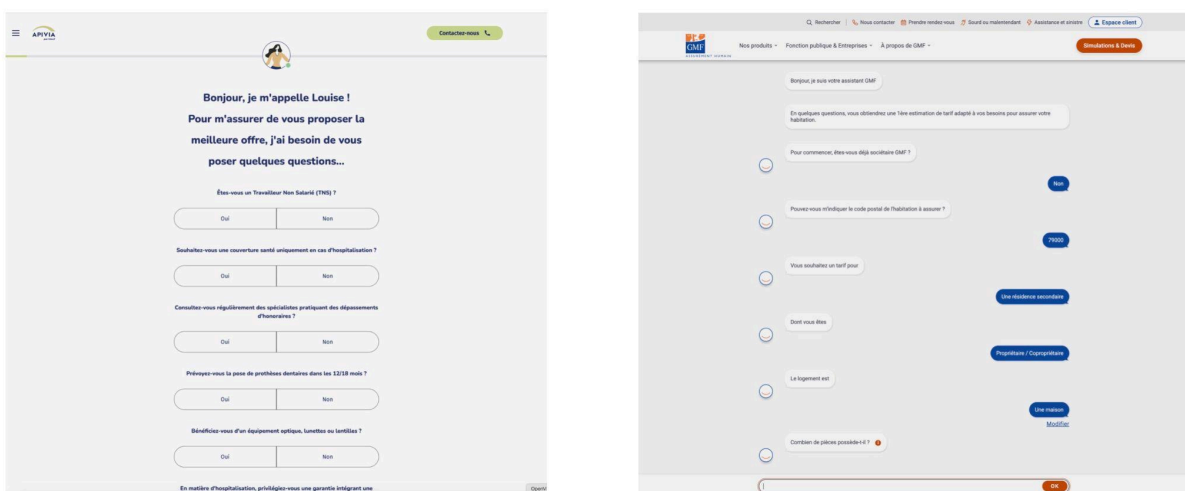 APIVIA
Contactez-nous
Bonjour, je m'appelle Louise !
Pour m'assurer de vous proposer la
meilleure offre, j'ai besoin de vous
poser quelques questions...
Êtes-vous un Travailleur Non Salarié (TNS) ?
Oui Non
Souhaitez-vous une couverture santé uniquement en cas d'hospitalisation ?
Oui Non
Consultez-vous régulièrement des spécialistes pratiquant des dépassements
d'honoraires ?
Oui Non
Prévoyez-vous la pose de prothèses dentaires dans les 12/18 mois ?
Oui Non
Bénéficiez-vous d'un équipement optique, lunettes ou lentilles ?
Oui Non
En matière d'hospitalisation, privilégiez-vous une garantie intégrant une
Rechercher Nous contacter Prendre rendez-vous Sourd ou malentendant Assistance et sinistre Espace client
GMF
Nos produits Fonction publique & Entreprises À propos de GMF Simulations & Devis
Bonjour, je suis votre assistant GMF
En quelques questions, vous obtiendrez une 1ère estimation de tarif adapté à vos besoins pour assurer votre
habitation.
Pour commencer, êtes-vous déjà sociétaire GMF ?
Non
Pouvez-vous m'indiquer le code postal de l'habitation à assurer ?
79000
Vous souhaitez un tarif pour
Une résidence secondaire
Dont vous êtes
Propriétaire / Copropriétaire
Le logement est
Une maison
Modifier
Combien de pièces possède-t-il ?
OK